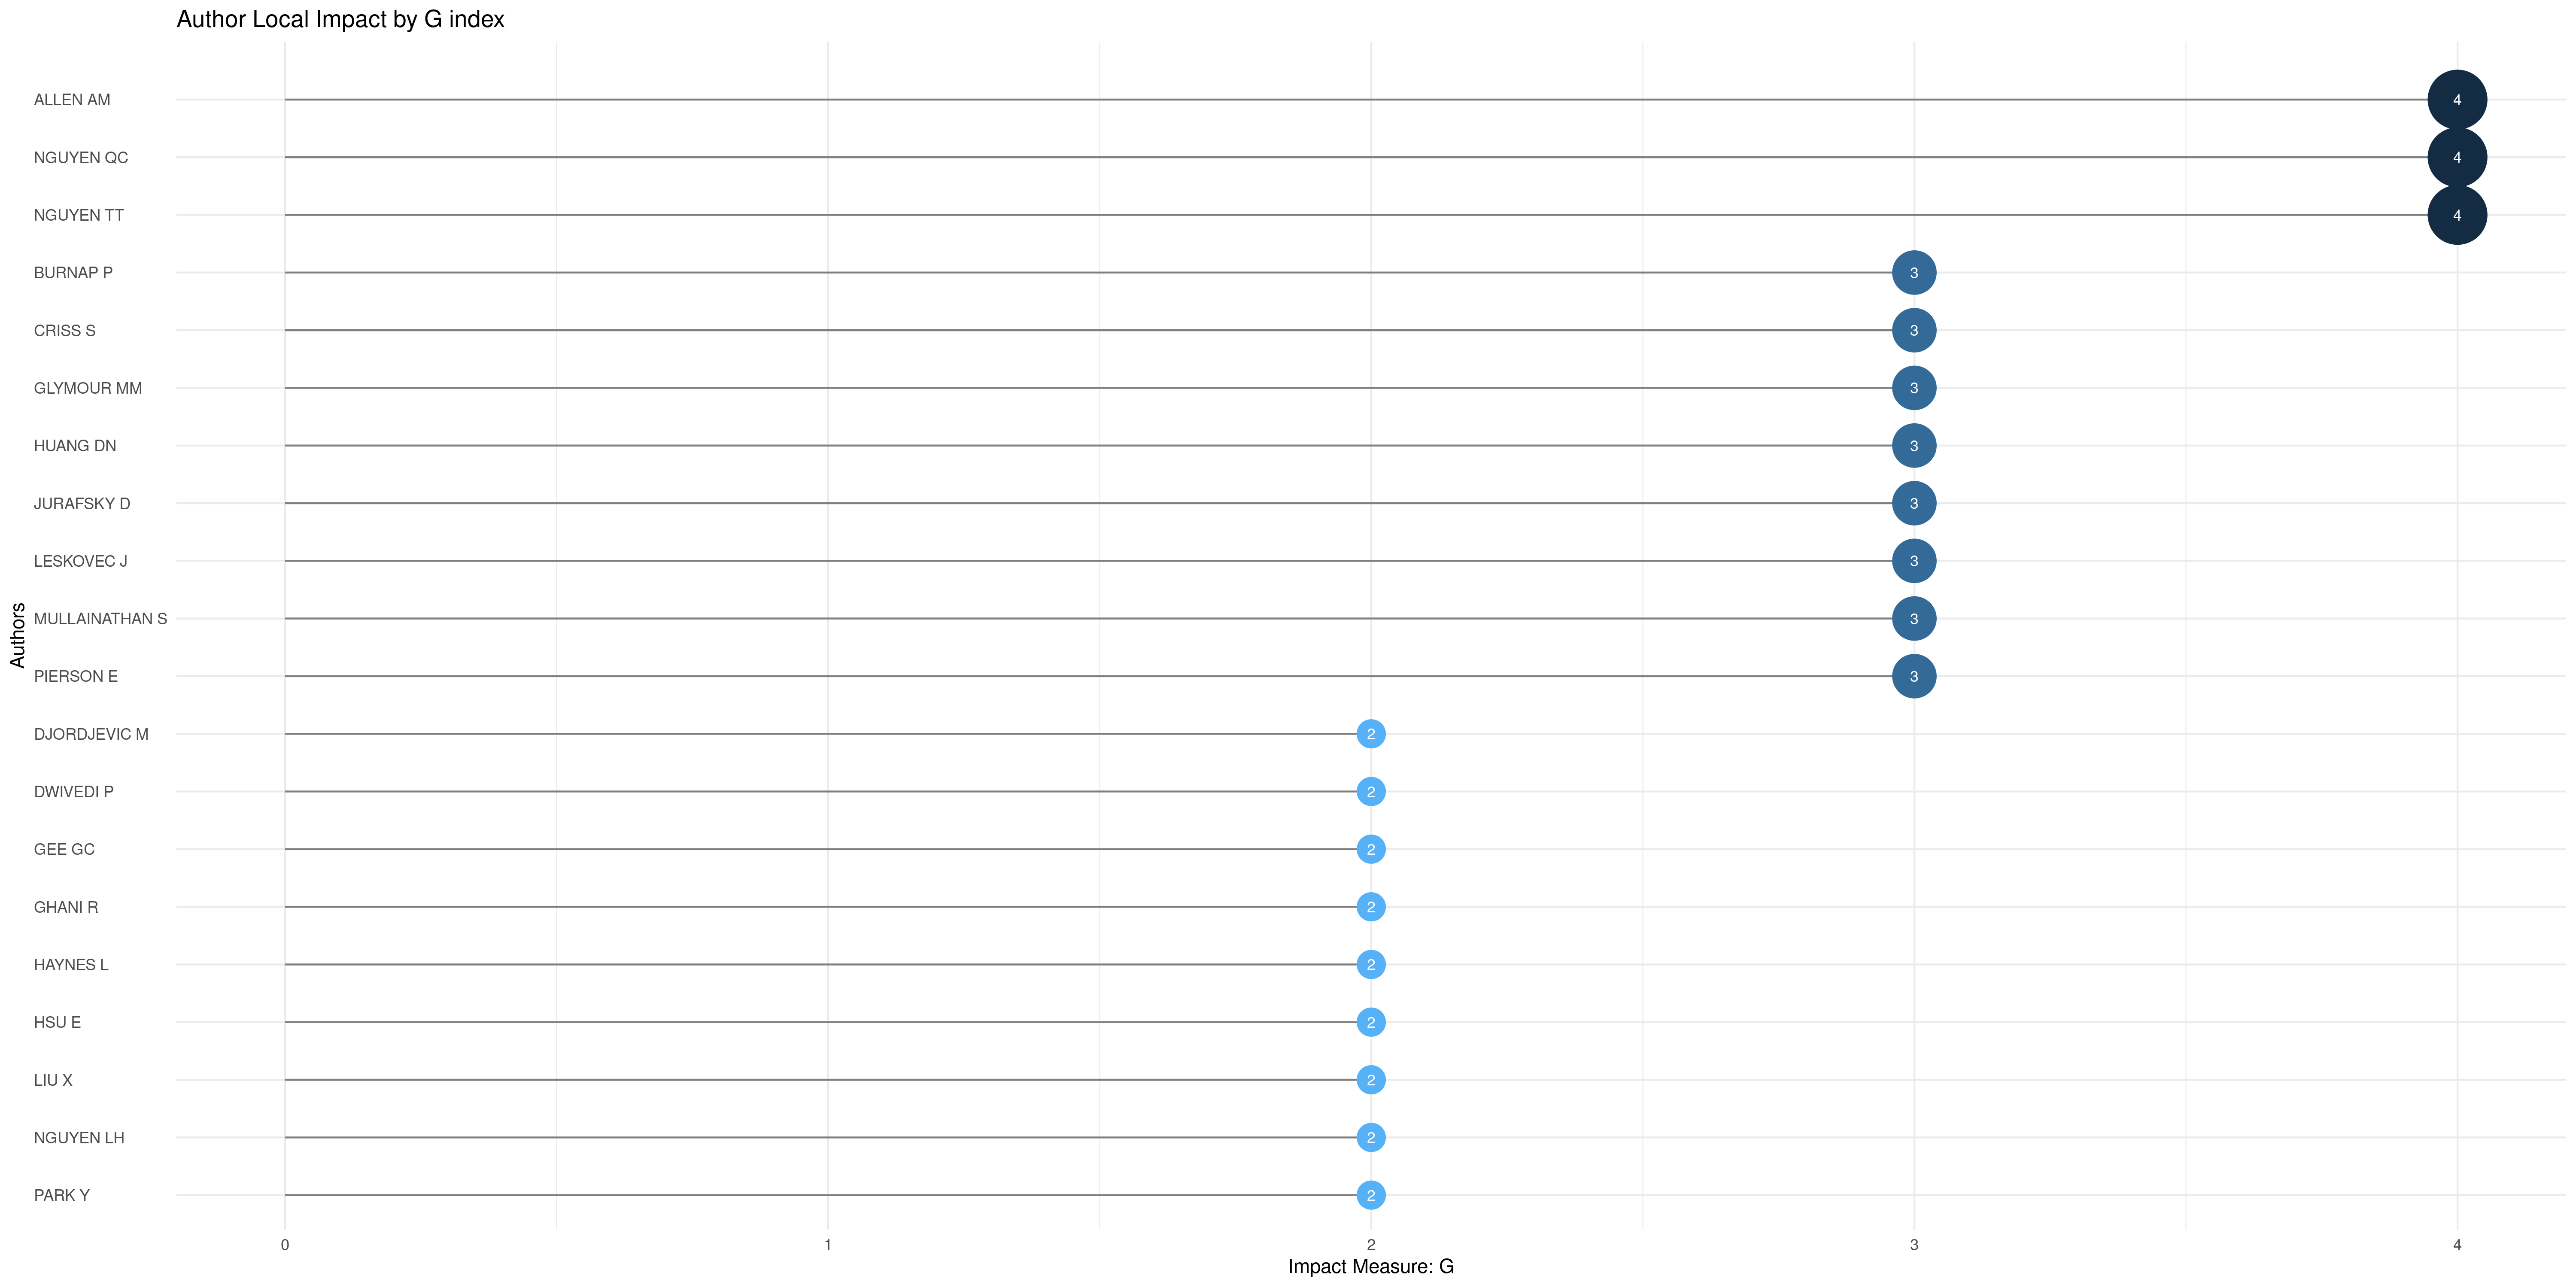 Author Local Impact by G index
ALLEN AM 4
NGUYEN QC 4
NGUYEN TT 4
BURNAP P 3
CRISS S 3
GLYMOUR MM 3
HUANG DN 3
JURAFSKY D 3
LESKOVEC J 3
MULLAINATHAN S 3
PIERSON E 3
DJORDJEVIC M 2
DWIVEDI P 2
GEE GC 2
GHANI R 2
HAYNES L 2
HSU E 2
LIU X 2
NGUYEN LH 2
PARK Y 2
Authors
0 1 2 3 4
Impact Measure: G